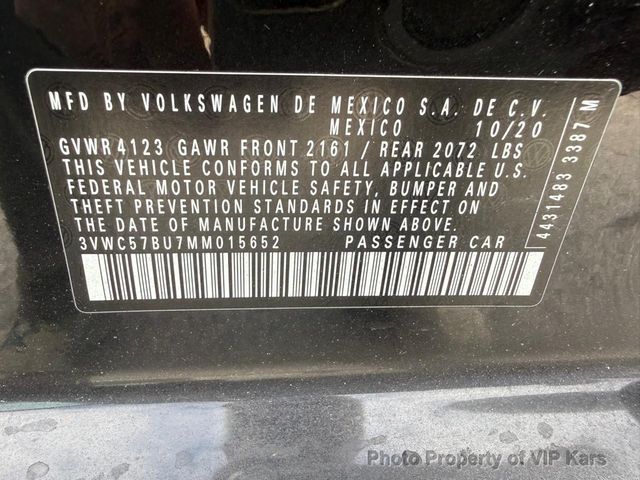 MFD BY VOLKSWAGEN DE MEXICO S.A. DE C.V.
MEXICO 10/20
GVWR 4123 GAWR FRONT 2161 / REAR 2072 LBS
THIS VEHICLE CONFORMS TO ALL APPLICABLE U.S.
FEDERAL MOTOR VEHICLE SAFETY, BUMPER AND
THEFT PREVENTION STANDARDS IN EFFECT ON
THE DATE OF MANUFACTURE SHOWN ABOVE.
3VWC57BU7MM015652 PASSENGER CAR
4431483 3387 M
Photo Property of VIP Kars